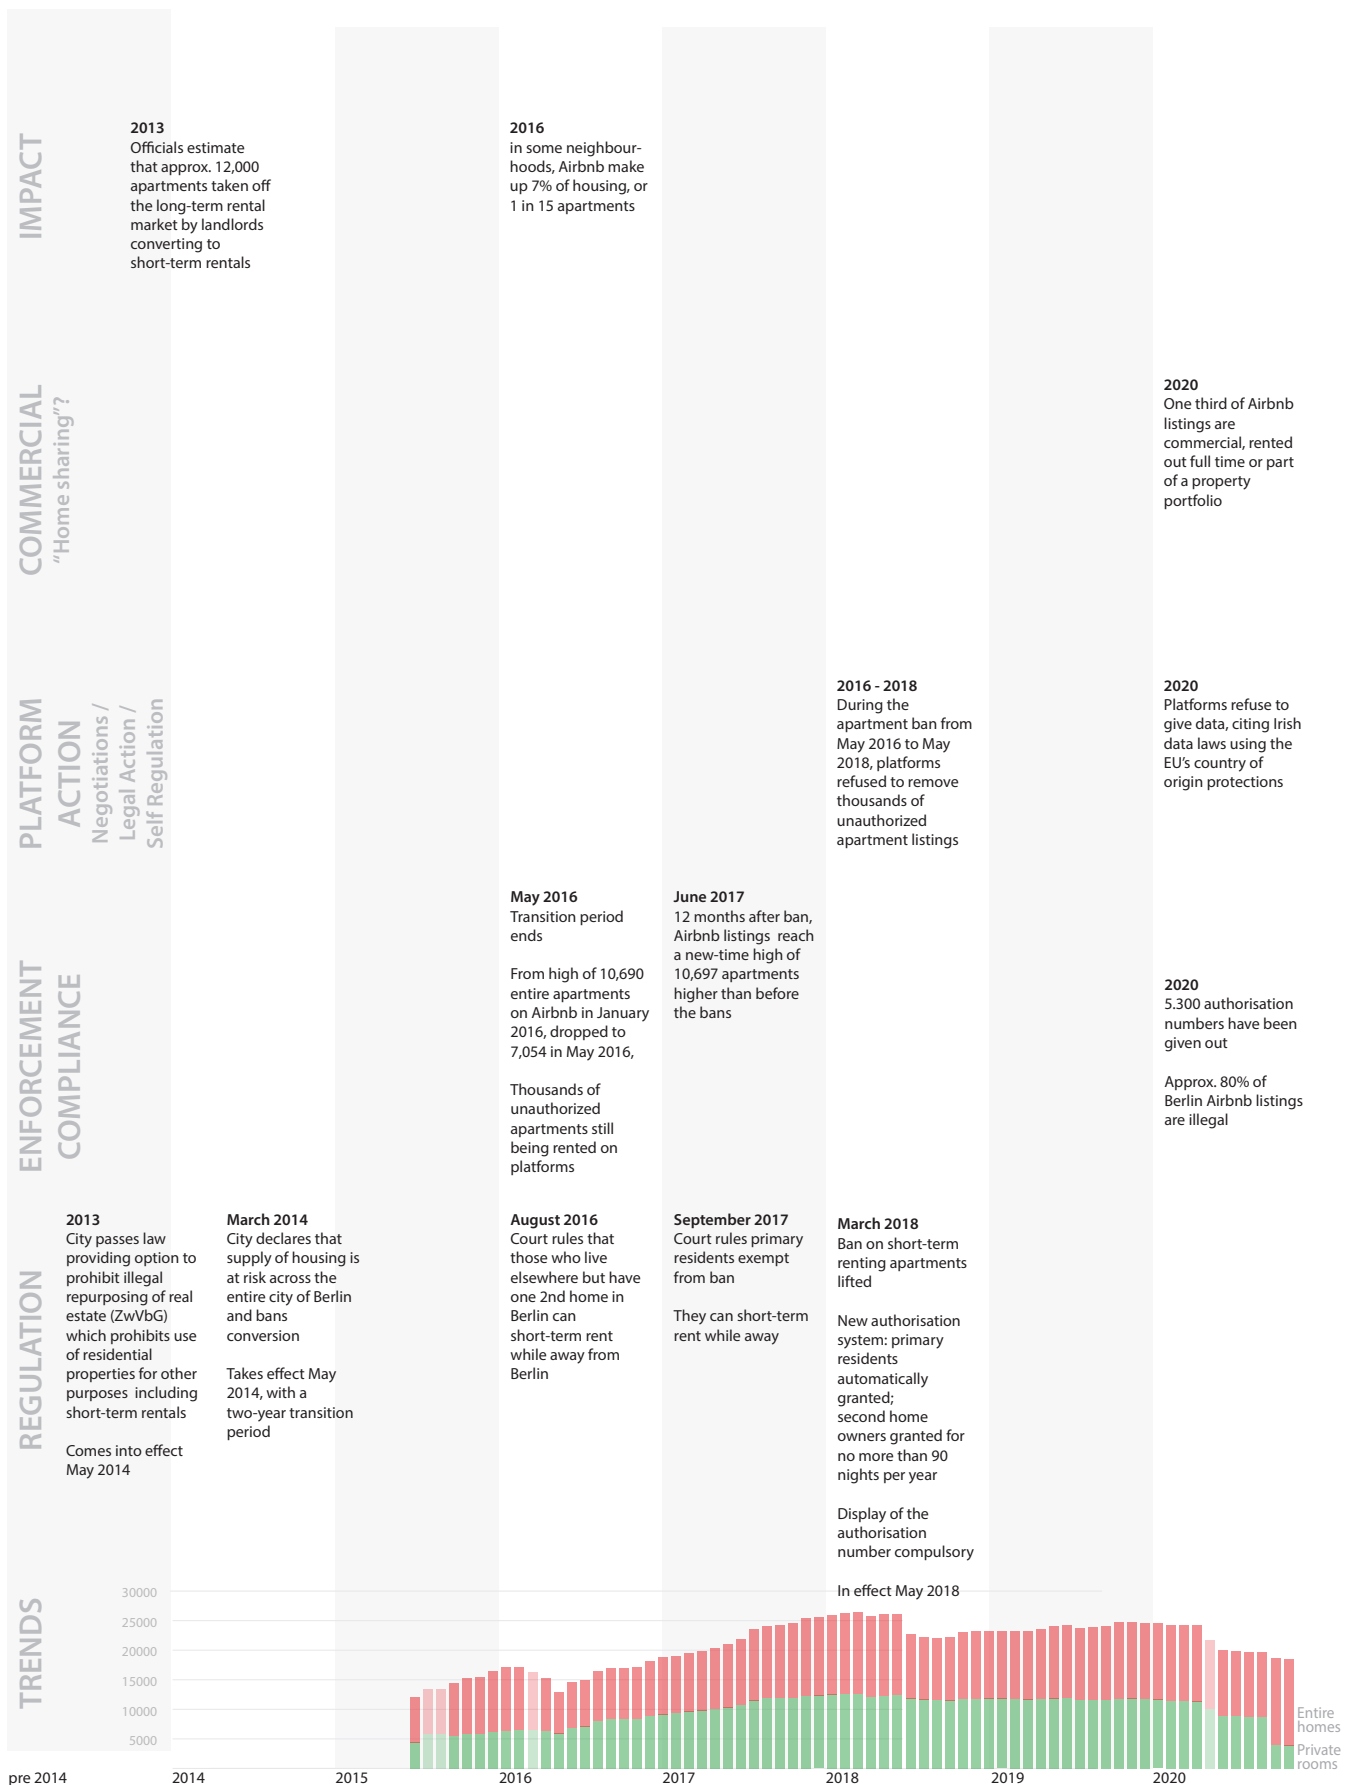 IMPACT
2013
Officials estimate
that approx. 12,000
apartments taken off
the long-term rental
market by landlords
converting to
short-term rentals
2016
in some neighbour-
hoods, Airbnb make
up 7% of housing, or
1 in 15 apartments
COMMERCIAL
“Home sharing”?
2020
One third of Airbnb
listings are
commercial, rented
out full time or part
of a property
portfolio
PLATFORM
ACTION
Negotiations /
Legal Action /
Self Regulation
2016 - 2018
During the
apartment ban from
May 2016 to May
2018, platforms
refused to remove
thousands of
unauthorized
apartment listings
2020
Platforms refuse to
give data, citing Irish
data laws using the
EU’s country of
origin protections
ENFORCEMENT
COMPLIANCE
May 2016
Transition period
ends
From high of 10,690
entire apartments
on Airbnb in January
2016, dropped to
7,054 in May 2016,
Thousands of
unauthorized
apartments still
being rented on
platforms
June 2017
12 months after ban,
Airbnb listings reach
a new-time high of
10,697 apartments
higher than before
the bans
2020
5.300 authorisation
numbers have been
given out
Approx. 80% of
Berlin Airbnb listings
are illegal
REGULATION
2013
City passes law
providing option to
prohibit illegal
repurposing of real
estate (ZwVbG)
which prohibits use
of residential
properties for other
purposes including
short-term rentals
Comes into effect
May 2014
March 2014
City declares that
supply of housing is
at risk across the
entire city of Berlin
and bans
conversion
Takes effect May
2014, with a
two-year transition
period
August 2016
Court rules that
those who live
elsewhere but have
one 2nd home in
Berlin can
short-term rent
while away from
Berlin
September 2017
Court rules primary
residents exempt
from ban
They can short-term
rent while away
March 2018
Ban on short-term
renting apartments
lifted
New authorisation
system: primary
residents
automatically
granted;
second home
owners granted for
no more than 90
nights per year
Display of the
authorisation
number compulsory
In effect May 2018
TRENDS
30000
25000
20000
15000
10000
5000
Entire
homes
Private
rooms
pre 2014
2014
2015
2016
2017
2018
2019
2020